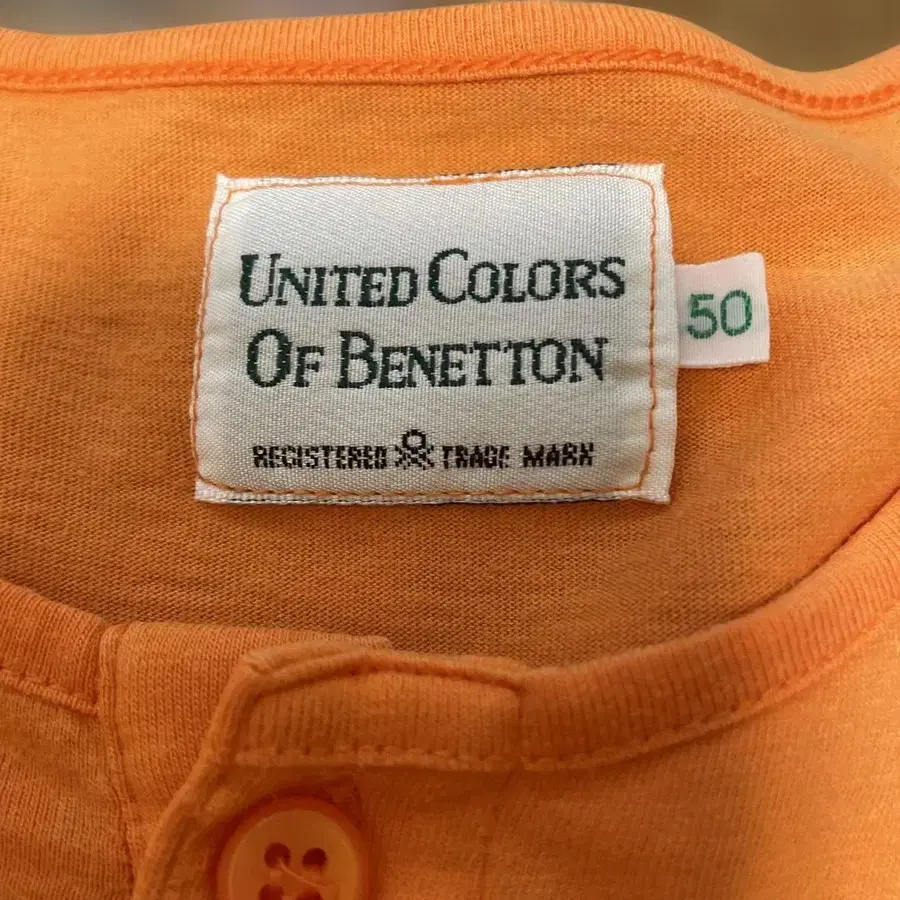 UNITED COLORS
OF BENETTON
REGISTERED TRADE MARK
50